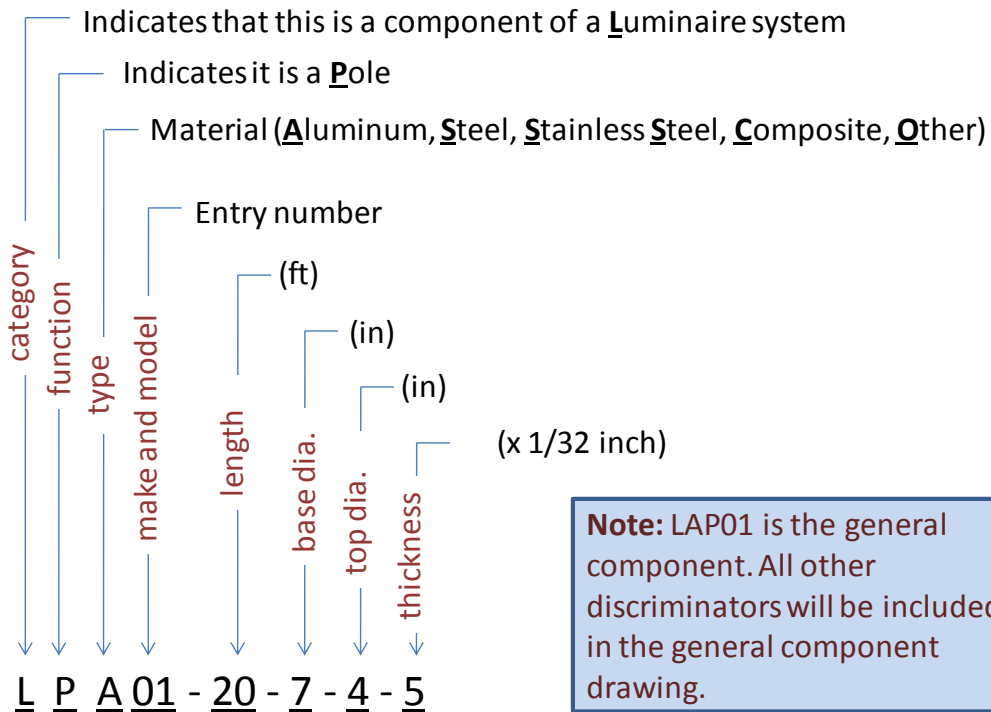 Indicates that this is a component of a Luminaire system
Indicates it is a Pole
Material (Aluminum, Steel, Stainless Steel, Composite, Other)
Entry number
(ft)
(in)
(in)
(x 1/32 inch)
category
function
type
make and model
length
base dia.
top dia.
thickness
Note: LAP01 is the general
component. All other
discriminators will be included
in the general component
drawing.
L P A 01 - 20 - 7 - 4 - 5